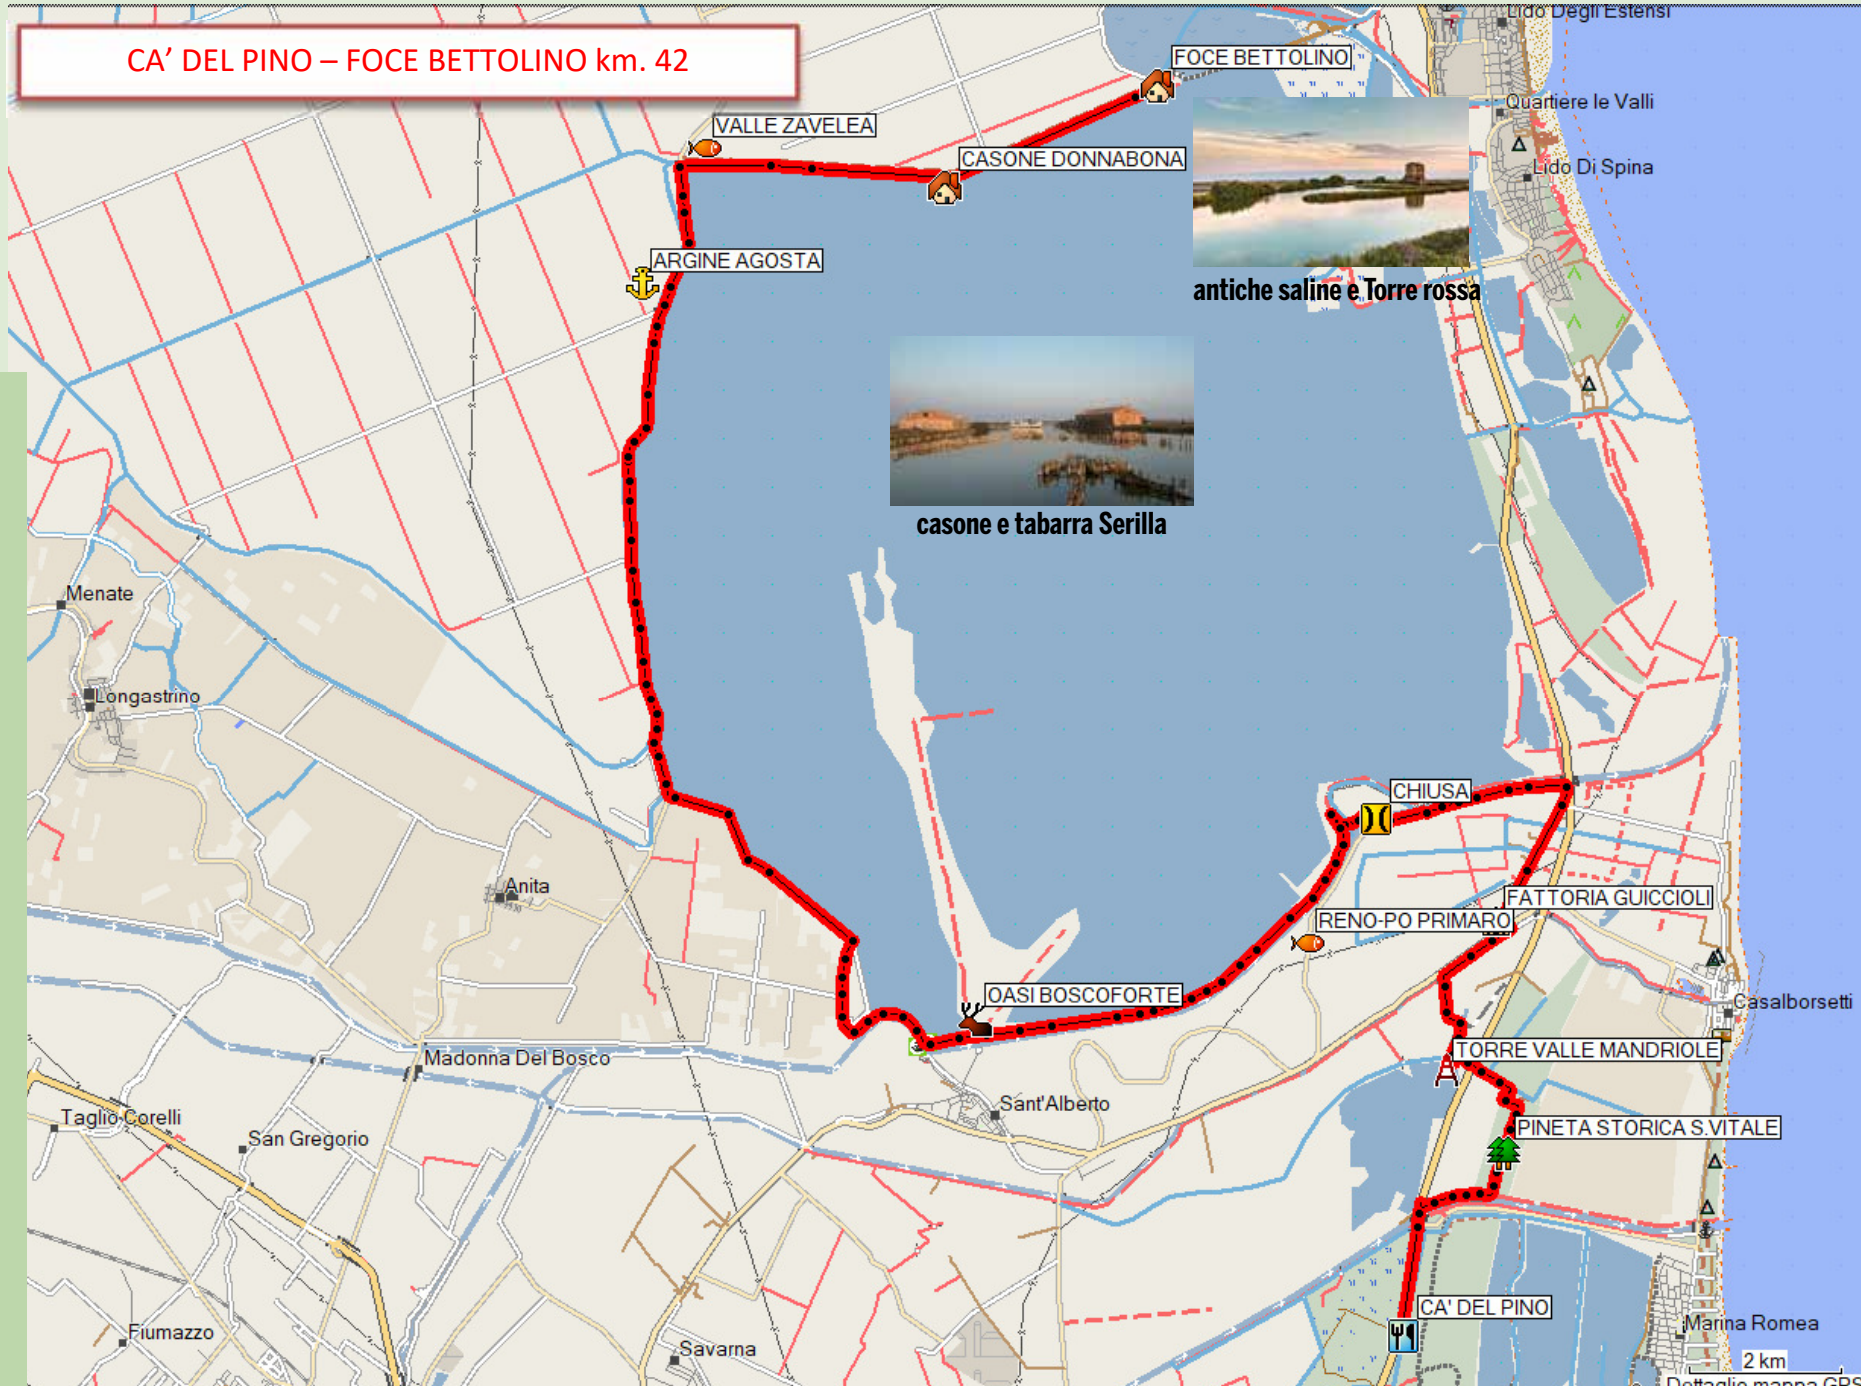 Lido Degli Estensi
CA' DEL PINO – FOCE BETTOLINO km. 42
FOCE BETTOLINO
Quartiere le Valli
VALLE ZAVELEA
CASONE DONNABONA
Lido Di Spina
ARGINE AGOSTA
antiche saline e Torre rossa
casone e tabarra Serilla
Menate
Longastrino
CHIUSA
Anita
FATTORIA GUICCIOLI
RENO-PO PRIMARO
OASI BOSCOFORTE
Casalborsetti
Madonna Del Bosco
TORRE VALLE MANDRIOLE
Sant'Alberto
Taglio Corelli
San Gregorio
PINETA STORICA S.VITALE
CA' DEL PINO
Marina Romea
Fiumazzo
Savarna
2 km
Dettaglio mappa GPS